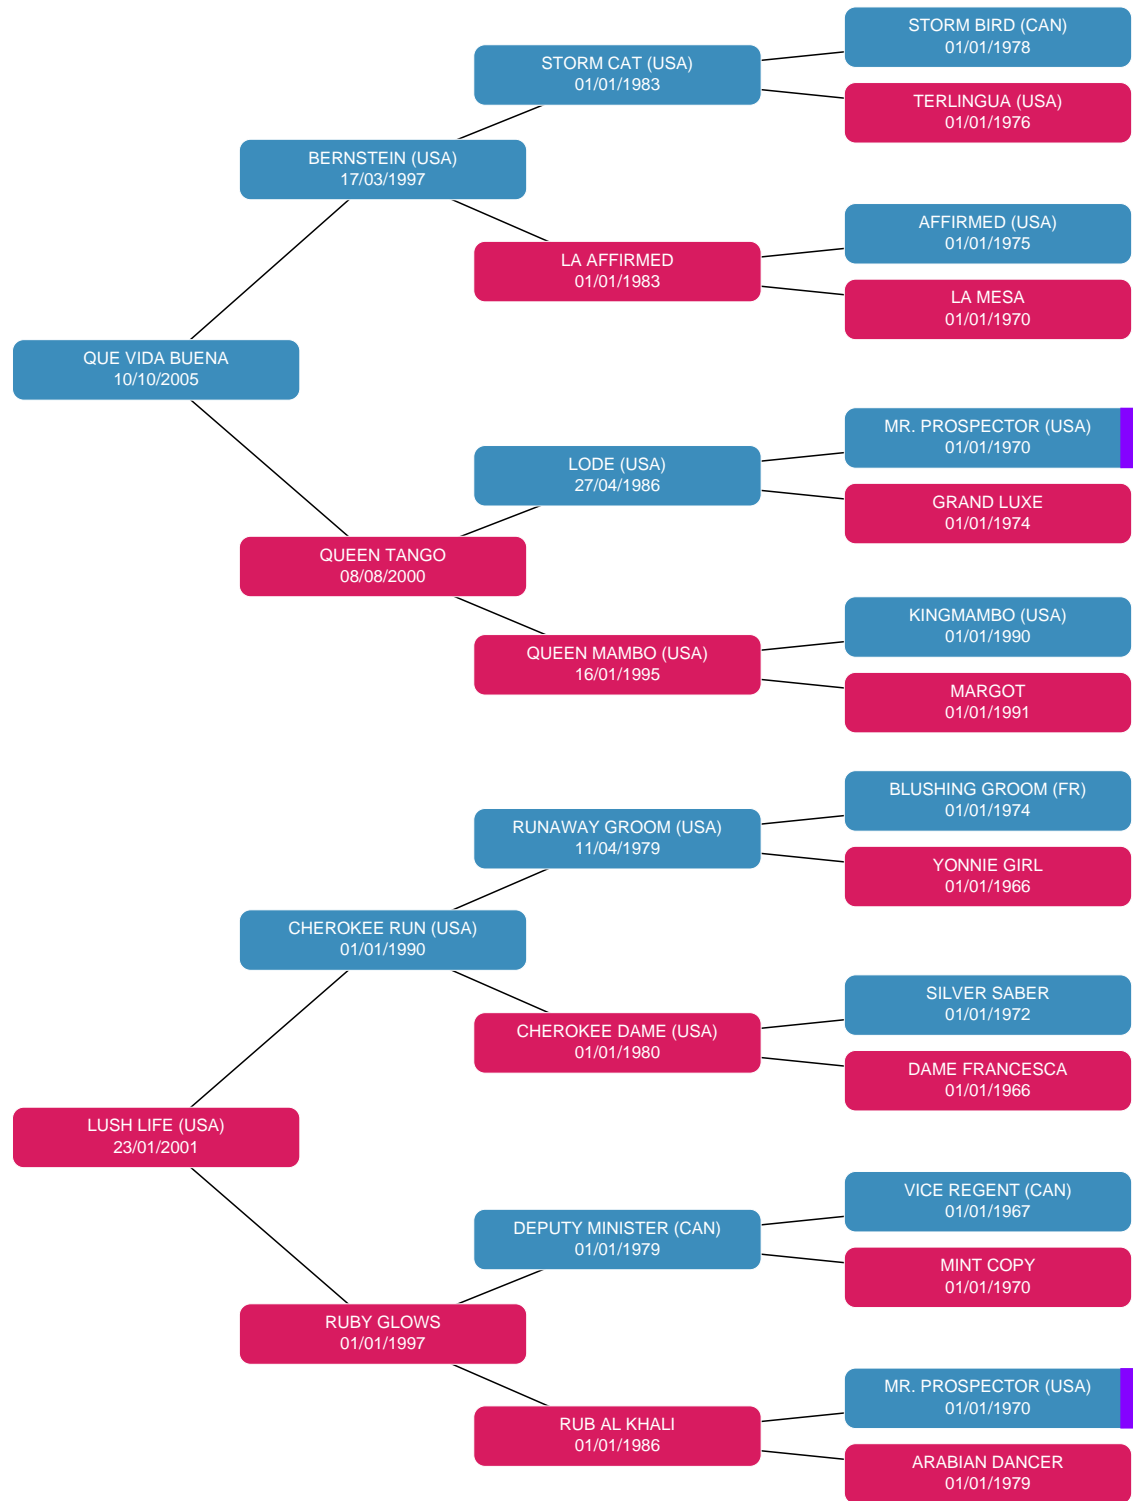 STORM BIRD (CAN)
01/01/1978
STORM CAT (USA)
01/01/1983
TERLINGUA (USA)
01/01/1976
BERNSTEIN (USA)
17/03/1997
AFFIRMED (USA)
01/01/1975
LA AFFIRMED
01/01/1983
LA MESA
01/01/1970
QUE VIDA BUENA
10/10/2005
MR. PROSPECTOR (USA)
01/01/1970
LODE (USA)
27/04/1986
GRAND LUXE
01/01/1974
QUEEN TANGO
08/08/2000
KINGMAMBO (USA)
01/01/1990
QUEEN MAMBO (USA)
16/01/1995
MARGOT
01/01/1991
BLUSHING GROOM (FR)
01/01/1974
RUNAWAY GROOM (USA)
11/04/1979
YONNIE GIRL
01/01/1966
CHEROKEE RUN (USA)
01/01/1990
SILVER SABER
01/01/1972
CHEROKEE DAME (USA)
01/01/1980
DAME FRANCESCA
01/01/1966
LUSH LIFE (USA)
23/01/2001
VICE REGENT (CAN)
01/01/1967
DEPUTY MINISTER (CAN)
01/01/1979
MINT COPY
01/01/1970
RUBY GLOWS
01/01/1997
MR. PROSPECTOR (USA)
01/01/1970
RUB AL KHALI
01/01/1986
ARABIAN DANCER
01/01/1979